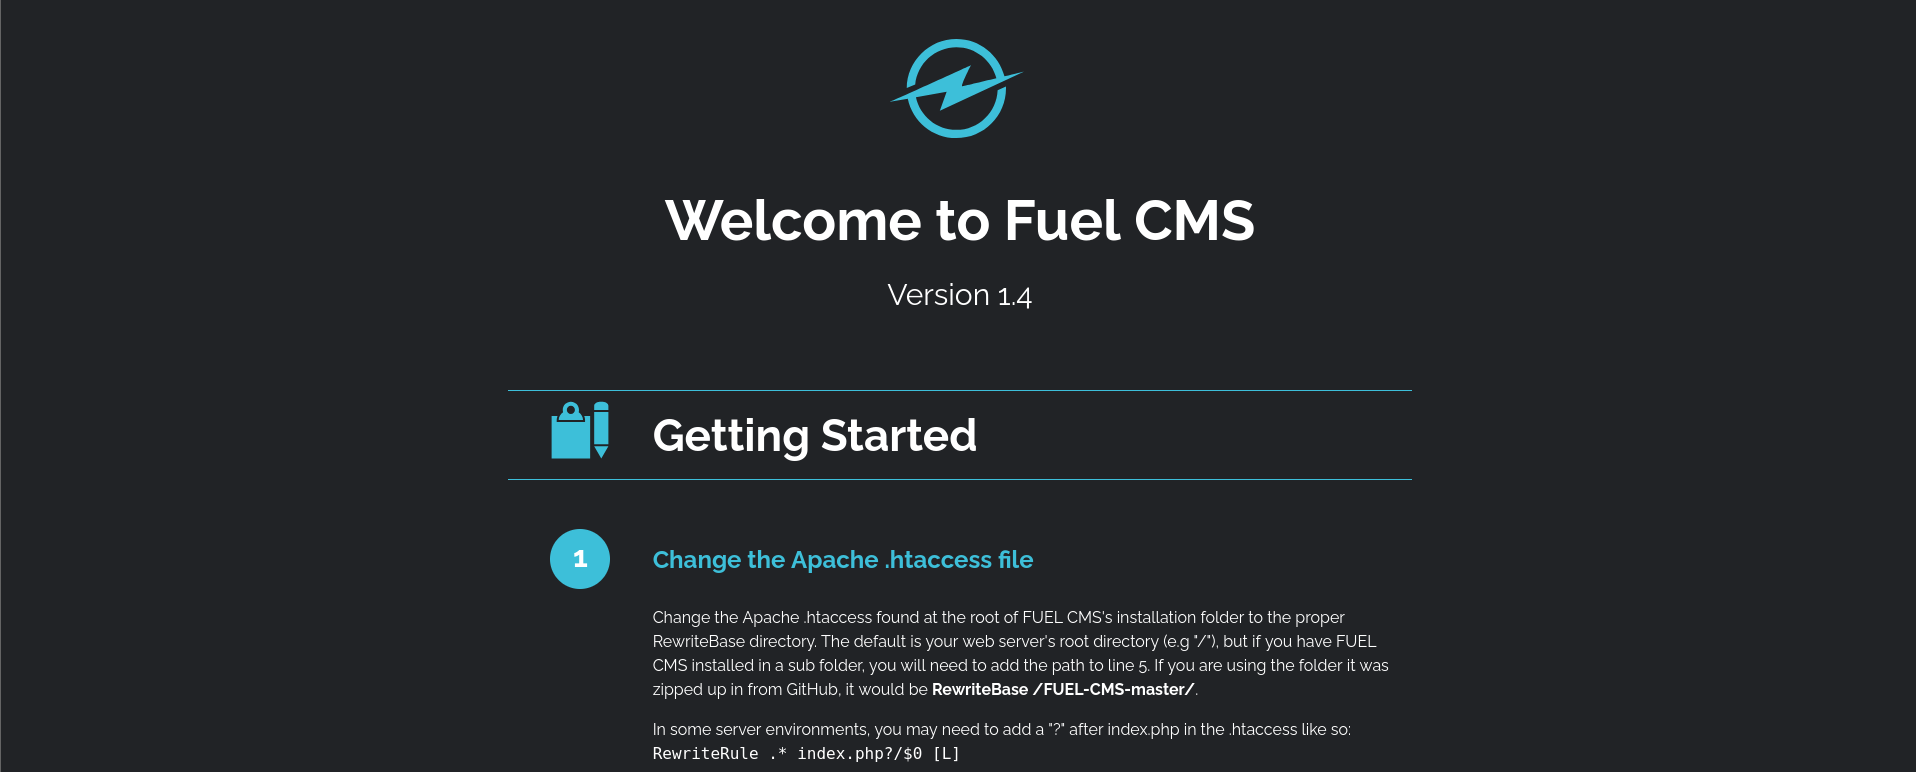 Welcome to Fuel CMS
Version 1.4
Getting Started
1
Change the Apache .htaccess file
Change the Apache .htaccess found at the root of FUEL CMS's installation folder to the proper
RewriteBase directory. The default is your web server's root directory (e.g "/"), but if you have FUEL
CMS installed in a sub folder, you will need to add the path to line 5. If you are using the folder it was
zipped up in from GitHub, it would be RewriteBase /FUEL-CMS-master/.
In some server environments, you may need to add a "?" after index.php in the .htaccess like so:
RewriteRule .* index.php?/$0 [L]